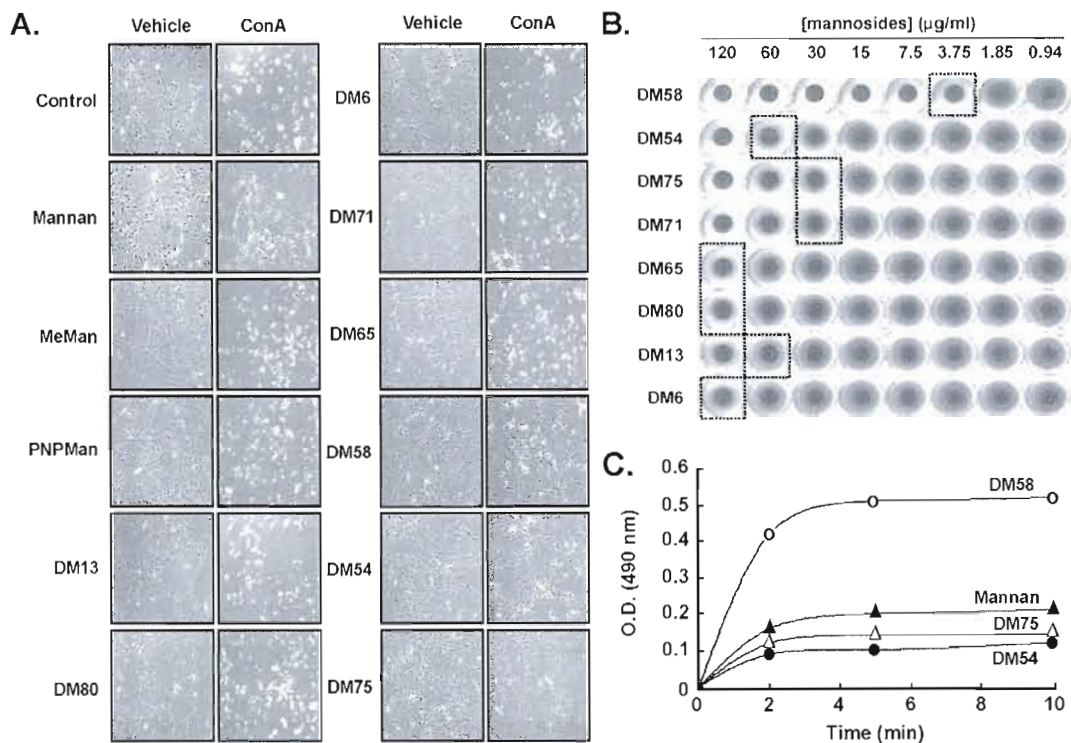 A.
Vehicle ConA
Control
Mannan
MeMan
PNPMan
DM13
DM80
Vehicle ConA
DM6
DM71
DM65
DM58
DM54
DM75
B.
[mannosides] (µg/ml)
120 60 30 15 7.5 3.75 1.85 0.94
DM58
DM54
DM75
DM71
DM65
DM80
DM13
DM6
C.
O.D. (490 nm)
0.6
0.5
0.4
0.3
0.2
0.1
0
DM58
Mannan
DM75
DM54
0 2 4 6 8 10
Time (min)